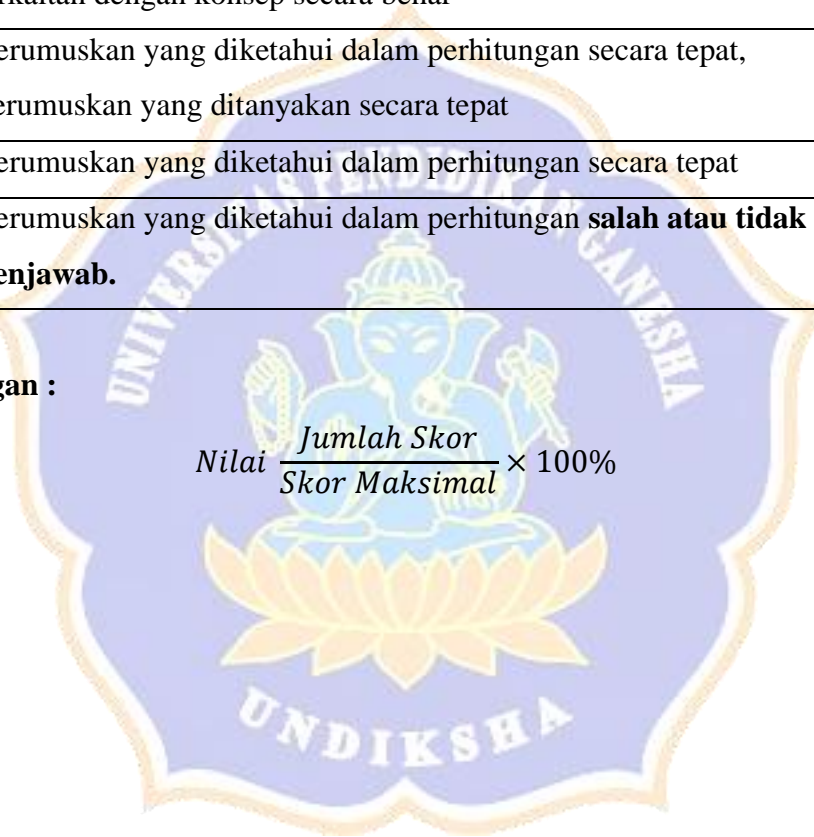 erkaitan dengan konsep secara benar
erumuskan yang diketahui dalam perhitungan secara tepat,
erumuskan yang ditanyakan secara tepat
erumuskan yang diketahui dalam perhitungan secara tepat
erumuskan yang diketahui dalam perhitungan salah atau tidak
enjawab.
gan :
Nilai Jumlah Skor / Skor Maksimal × 100%
UNIVERSITAS PENDIDIKAN GANESHA
UNDIKSHA